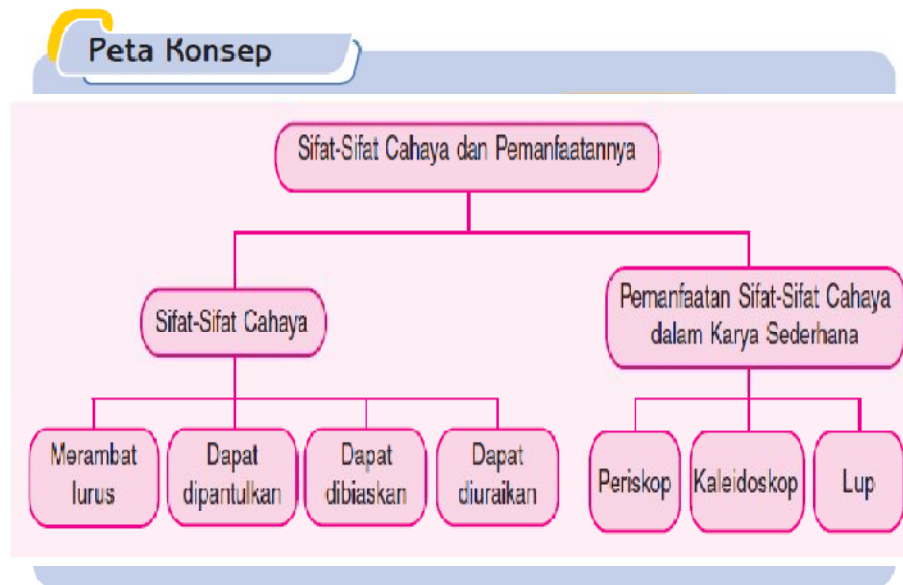 Peta Konsep
Sifat-Sifat Cahaya dan Pemanfaatannya
Sifat-Sifat Cahaya
Pemanfaatan Sifat-Sifat Cahaya
dalam Karya Sederhana
Merambat
lurus
Dapat
dipantulkan
Dapat
dibiaskan
Dapat
diuraikan
Periskop
Kaleidoskop
Lup